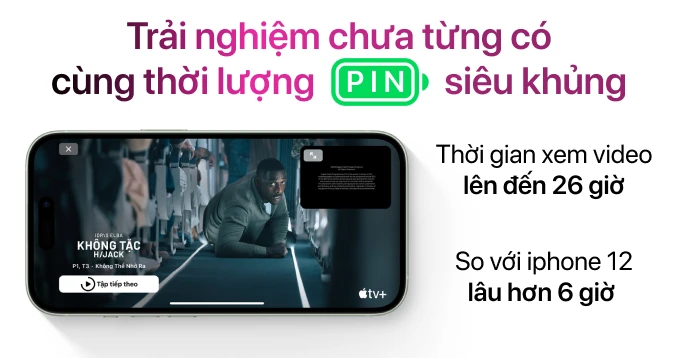 Trải nghiệm chưa từng có
cùng thời lượng PIN siêu khủng
Thời gian xem video
lên đến 26 giờ
So với iphone 12
lâu hơn 6 giờ
IDRIS ELBA
KHÔNG TẶC
H/JACK
P1, T3 - Không Thể Nhớ Ra
Tập tiếp theo
tv+